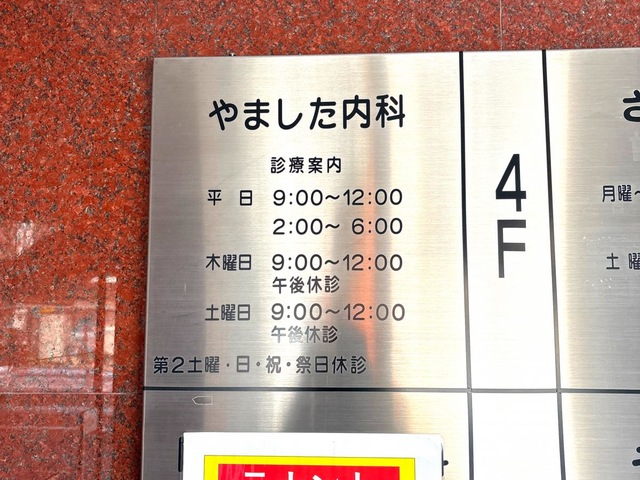 やました内科
診療案内
平 日 9:00〜12:00
2:00〜 6:00
木曜日 9:00〜12:00
午後休診
土曜日 9:00〜12:00
午後休診
第2土曜・日・祝・祭日休診
4F
月曜〜
土 曜